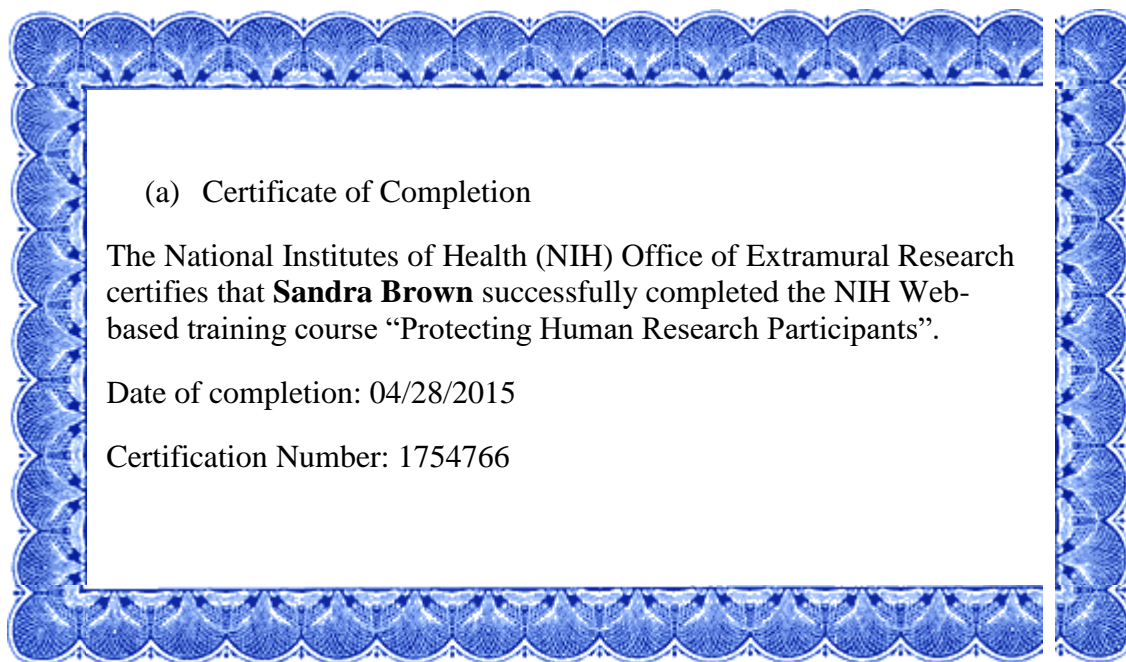 (a) Certificate of Completion
The National Institutes of Health (NIH) Office of Extramural Research
certifies that Sandra Brown successfully completed the NIH Web-
based training course “Protecting Human Research Participants”.
Date of completion: 04/28/2015
Certification Number: 1754766